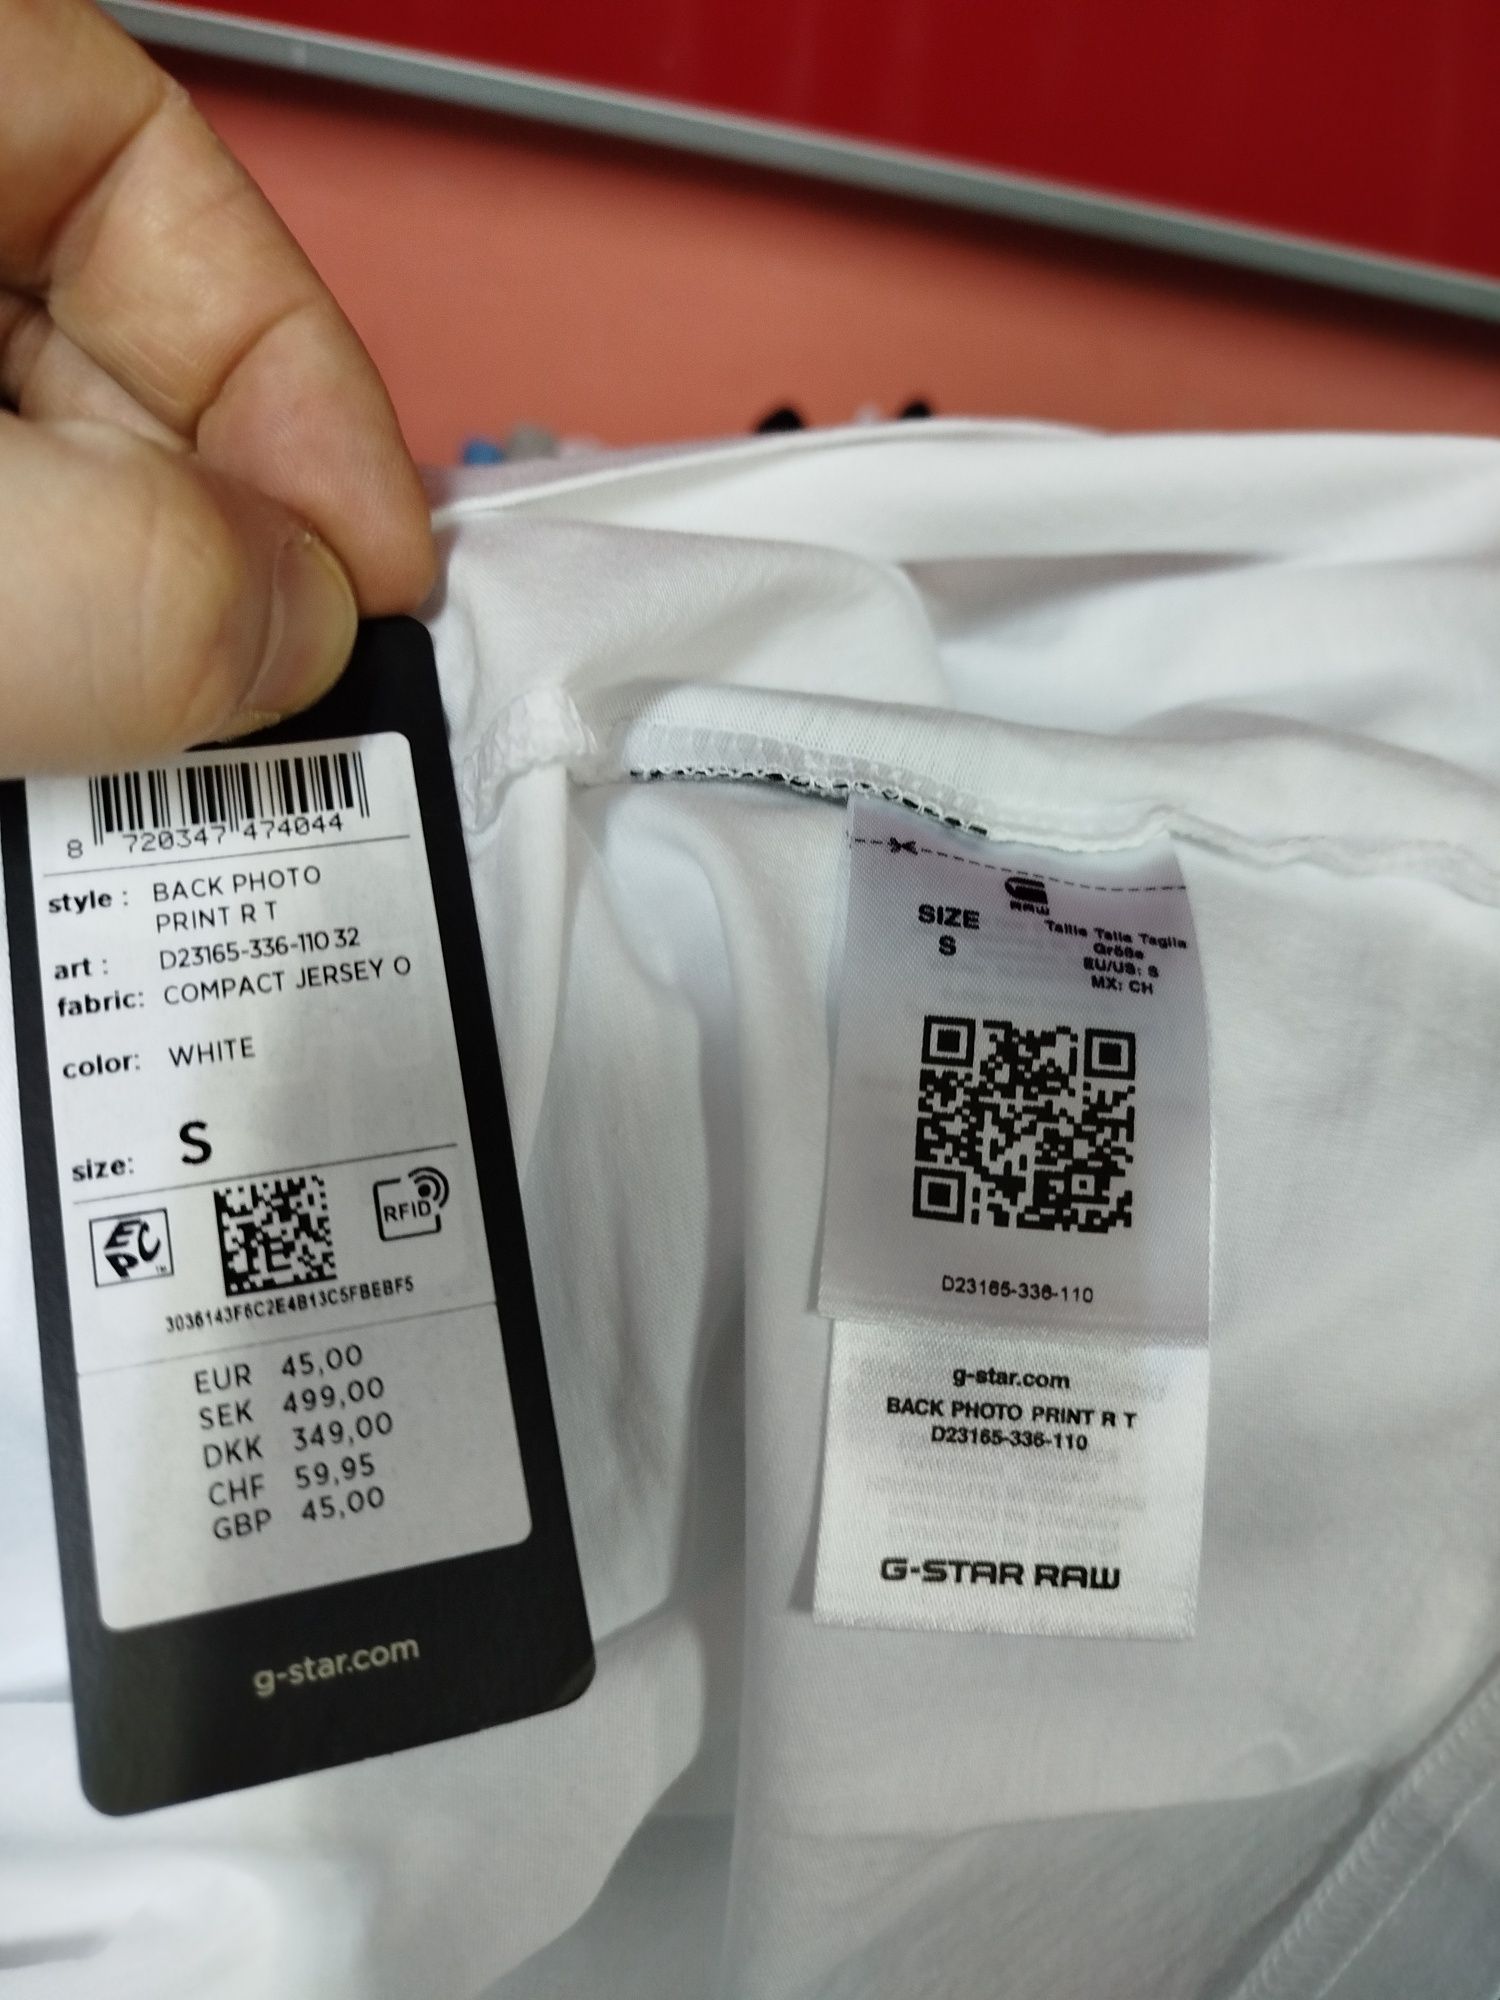 8 720347 474044
style : BACK PHOTO
PRINT R T
art : D23165-336-110 32
fabric: COMPACT JERSEY O
color: WHITE
size: S
EPC
RFID
3036143F6C2E4B13C5FBEBF5
EUR 45,00
SEK 499,00
DKK 349,00
CHF 59,95
GBP 45,00
g-star.com
RAW
SIZE
S
Taille Talla Taglia
Größe
EU/US: S
MX: CH
D23165-336-110
g-star.com
BACK PHOTO PRINT R T
D23165-336-110
G-STAR RAW